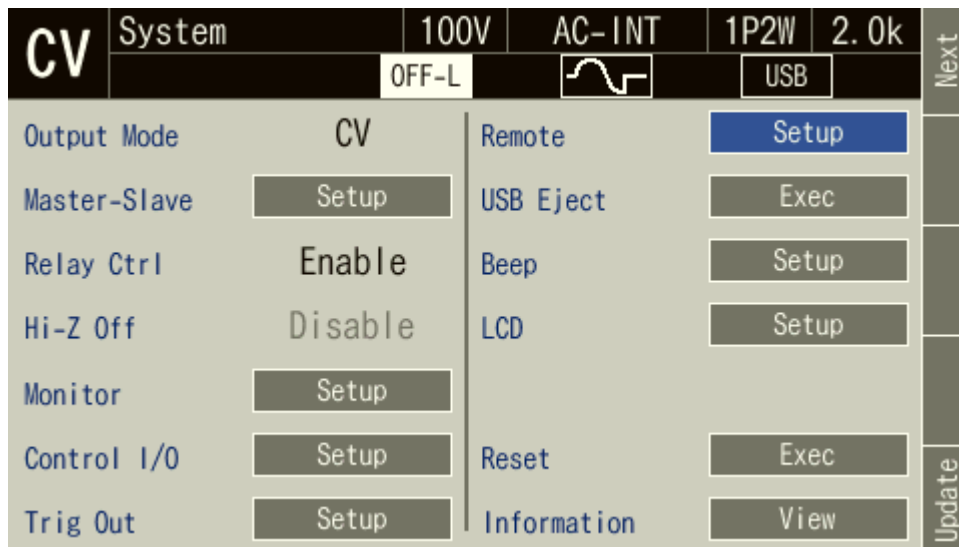 CV System 100V AC-INT 1P2W 2.0k
OFF-L USB
Next
Output Mode CV
Master-Slave Setup
Relay Ctrl Enable
Hi-Z Off Disable
Monitor Setup
Control I/O Setup
Trig Out Setup
Remote Setup
USB Eject Exec
Beep Setup
LCD Setup
Reset Exec
Information View
Update